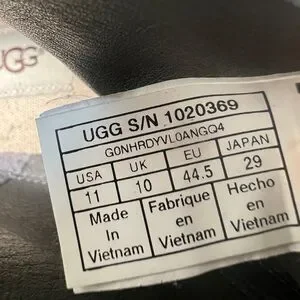 UGG
UGG S/N 1020369
G0NHRDYVL0ANGQ4
USA UK EU JAPAN
11 10 44.5 29
Made In Vietnam
Fabrique en Vietnam
Hecho en Vietnam